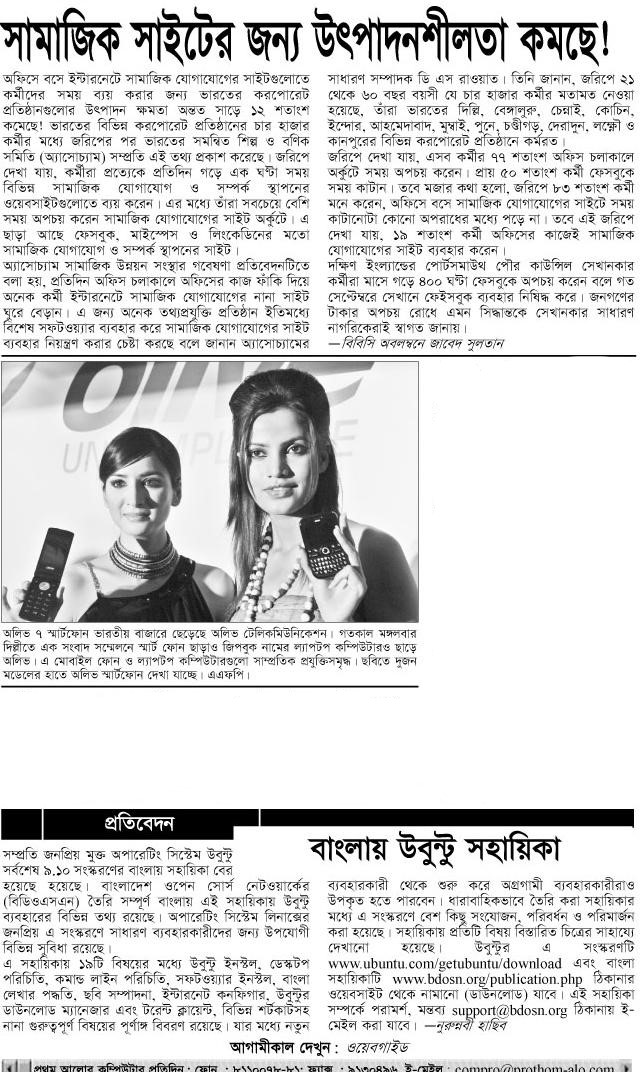 সামাজিক সাইটের জন্য উৎপাদনশীলতা কমছে!
অফিসে বসে ইন্টারনেটে সামাজিক যোগাযোগের সাইটগুলোতে
কর্মীদের সময় ব্যয় করার জন্য ভারতের করপোরেট
প্রতিষ্ঠানগুলোর উৎপাদন ক্ষমতা অন্তত সাড়ে ১২ শতাংশ
কমেছে! ভারতের বিভিন্ন করপোরেট প্রতিষ্ঠানের চার হাজার
কর্মীর মধ্যে জরিপের পর ভারতের সমন্বিত শিল্প ও বণিক
সমিতি (অ্যাসোচ্যাম) সম্প্রতি এই তথ্য প্রকাশ করেছে। জরিপে
দেখা যায়, কর্মীরা প্রত্যেকে প্রতিদিন গড়ে এক ঘন্টা সময়
বিভিন্ন সামাজিক যোগাযোগ ও সম্পর্ক স্থাপনের
ওয়েবসাইটগুলোতে ব্যয় করেন। এর মধ্যে তাঁরা সবচেয়ে বেশি
সময় অপচয় করেন সামাজিক যোগাযোগের সাইট অর্কুটে। এ
ছাড়া আছে ফেসবুক, মাইস্পেস ও লিংকেডিনের মতো
সামাজিক যোগাযোগ ও সম্পর্ক স্থাপনের সাইট।
অ্যাসোচ্যাম সামাজিক উন্নয়ন সংস্থার গবেষণা প্রতিবেদনটিতে
বলা হয়, প্রতিদিন অফিস চলাকালে অফিসের কাজ ফাঁকি দিয়ে
অনেক কর্মী ইন্টারনেটে সামাজিক যোগাযোগের নানা সাইট
ঘুরে বেড়ান। এ জন্য অনেক তথ্যপ্রযুক্তি প্রতিষ্ঠান ইতিমধ্যে
বিশেষ সফটওয়্যার ব্যবহার করে সামাজিক যোগাযোগের সাইট
ব্যবহার নিয়ন্ত্রণ করার চেষ্টা করছে বলে জানান অ্যাসোচ্যামের
সাধারণ সম্পাদক ডি এস রাওয়াত। তিনি জানান, জরিপে ২১
থেকে ৬০ বছর বয়সী যে চার হাজার কর্মীর মতামত নেওয়া
হয়েছে, তাঁরা ভারতের দিল্লি, বেঙ্গালুরু, চেন্নাই, কোচিন,
ইন্দোর, আহমেদাবাদ, মুম্বাই, পুনে, চণ্ডীগড়, দেরাদুন, লক্ষ্ণৌ ও
কানপুরের বিভিন্ন করপোরেট প্রতিষ্ঠানে কর্মরত।
জরিপে দেখা যায়, এসব কর্মীর ৭৭ শতাংশ অফিস চলাকালে
অর্কুটে সময় অপচয় করেন। প্রায় ৫০ শতাংশ কর্মী ফেসবুকে
সময় কাটান। তবে মজার কথা হলো, জরিপে ৮৩ শতাংশ কর্মী
মনে করেন, অফিসে বসে সামাজিক যোগাযোগের সাইটে সময়
কাটানোটা কোনো অপরাধের মধ্যে পড়ে না। তবে এই জরিপে
দেখা যায়, ১৯ শতাংশ কর্মী অফিসের কাজেই সামাজিক
যোগাযোগের সাইট ব্যবহার করেন।
দক্ষিণ ইংল্যান্ডের পোর্টসমাউথ পৌর কাউন্সিল সেখানকার
কর্মীরা মাসে গড়ে ৪০০ ঘন্টা ফেসবুকে অপচয় করেন বলে গত
সেপ্টেম্বরে সেখানে ফেইসবুক ব্যবহার নিষিদ্ধ করে। জনগণের
টাকার অপচয় রোধে এমন সিদ্ধান্তকে সেখানকার সাধারণ
নাগরিকেরাই স্বাগত জানায়।
—বিবিসি অবলম্বনে জাবেদ সুলতান
অলিভ ৭ স্মার্টফোন ভারতীয় বাজারে ছেড়েছে অলিভ টেলিকমিউনিকেশন। গতকাল মঙ্গলবার
দিল্লীতে এক সংবাদ সম্মেলনে স্মার্ট ফোন ছাড়াও জিপবুক নামের ল্যাপটপ কম্পিউটারও ছাড়ে
অলিভ। এ মোবাইল ফোন ও ল্যাপটপ কম্পিউটারগুলো সাম্প্রতিক প্রযুক্তিসমৃদ্ধ। ছবিতে দুজন
মডেলের হাতে অলিভ স্মার্টফোন দেখা যাচ্ছে। এএফপি।
প্রতিবেদন
বাংলায় উবুন্টু সহায়িকা
সম্প্রতি জনপ্রিয় মুক্ত অপারেটিং সিস্টেম উবুন্টু
সর্বশেষ ৯.১০ সংস্করণের বাংলায় সহায়িকা বের
হয়েছে হয়েছে। বাংলাদেশ ওপেন সোর্স নেটওয়ার্কের
(বিডিওএসএন) তৈরি সম্পূর্ণ বাংলায় এই সহায়িকায় উবুন্টু
ব্যবহারের বিভিন্ন তথ্য রয়েছে। অপারেটিং সিস্টেম লিনাক্সের
জনপ্রিয় এ সংস্করণে সাধারণ ব্যবহারকারীদের জন্য উপযোগী
বিভিন্ন সুবিধা রয়েছে।
এ সহায়িকায় ১৯টি বিষয়ের মধ্যে উবুন্টু ইনস্টল, ডেস্কটপ
পরিচিতি, কমান্ড লাইন পরিচিতি, সফটওয়্যার ইনস্টল, বাংলা
লেখার পদ্ধতি, ছবি সম্পাদনা, ইন্টারনেট কনফিগার, উবুন্টুর
ডাউনলোড ম্যানেজার এবং টরেন্ট ক্লায়েন্ট, বিভিন্ন শর্টকাটসহ
নানা গুরুত্বপূর্ণ বিষয়ের পূর্ণাঙ্গ বিবরণ রয়েছে। যার মধ্যে নতুন
ব্যবহারকারী থেকে শুরু করে অগ্রগামী ব্যবহারকারীরাও
উপকৃত হতে পারবেন। ধারাবাহিকভাবে তৈরি করা সহায়িকার
মধ্যে এ সংস্করণে বেশ কিছু সংযোজন, পরিবর্ধন ও পরিমার্জন
করা হয়েছে। সহায়িকায় প্রতিটি বিষয় বিস্তারিত চিত্রের সাহায্যে
দেখানো হয়েছে। উবুন্টুর এ সংস্করণটি
www.ubuntu.com/getubuntu/download এবং বাংলা
সহায়িকাটি www.bdosn.org/publication.php ঠিকানার
ওয়েবসাইট থেকে নামানো (ডাউনলোড) যাবে। এই সহায়িকা
সম্পর্কে পরামর্শ, মন্তব্য support@bdosn.org ঠিকানায় ই-
মেইল করা যাবে। —নুরুন্নবী হাছিব
আগামীকাল দেখুন : ওয়েবগাইড
প্রথম আলোর কম্পিউটার প্রতিদিন : ফোন : ৮১১০০৭৮-৮১; ফ্যাক্স : ৯১৩০৪৯৬, ই-মেইল : compro@prothom-alo.com